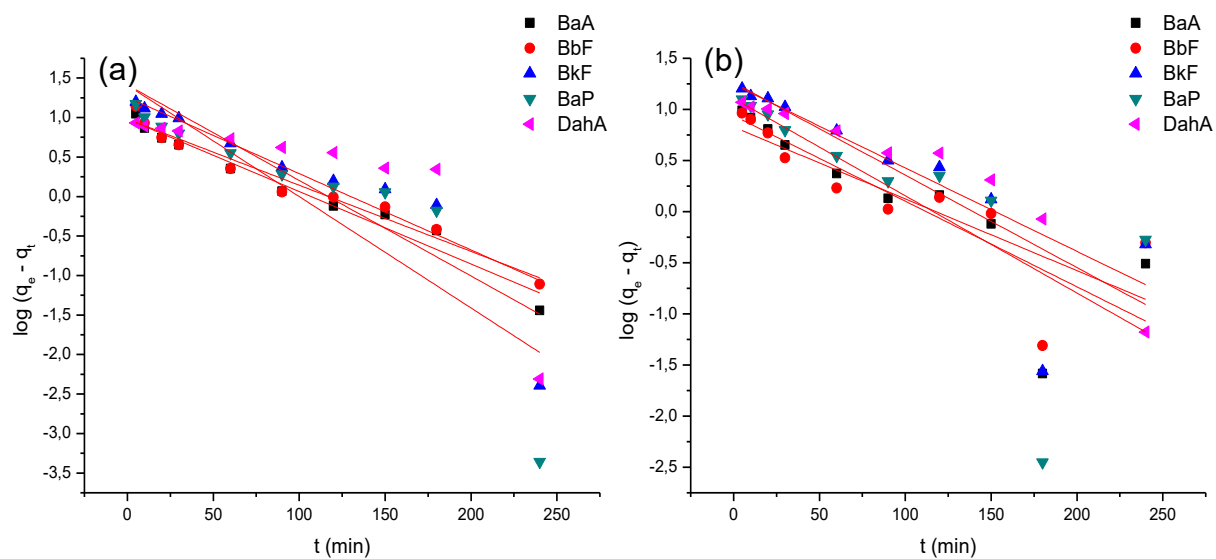 (a)
BaA
BbF
BkF
BaP
DahA
1,5
1,0
0,5
0,0
-0,5
-1,0
-1,5
-2,0
-2,5
-3,0
-3,5
log (qe - qt)
0
50
100
150
200
250
t (min)
(b)
BaA
BbF
BkF
BaP
DahA
1,5
1,0
0,5
0,0
-0,5
-1,0
-1,5
-2,0
-2,5
log (qe - qt)
0
50
100
150
200
250
t (min)